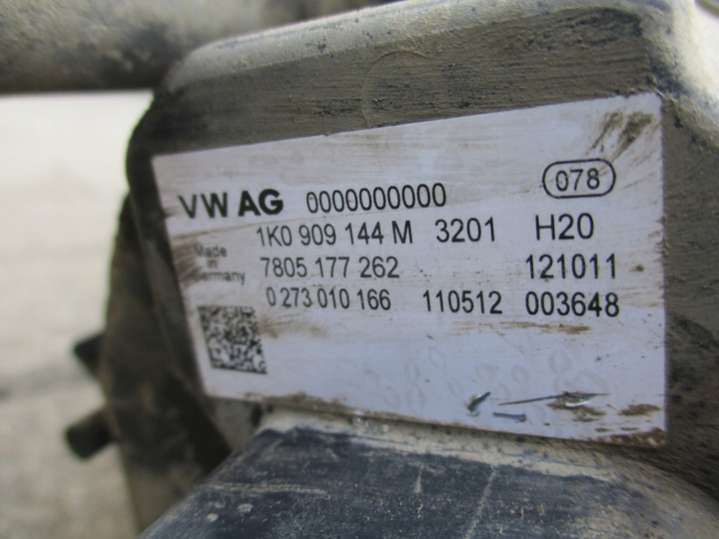 VW AG 0000000000 078
1K0 909 144 M 3201 H20
Made in Germany
7805 177 262 121011
0 273 010 166 110512 003648